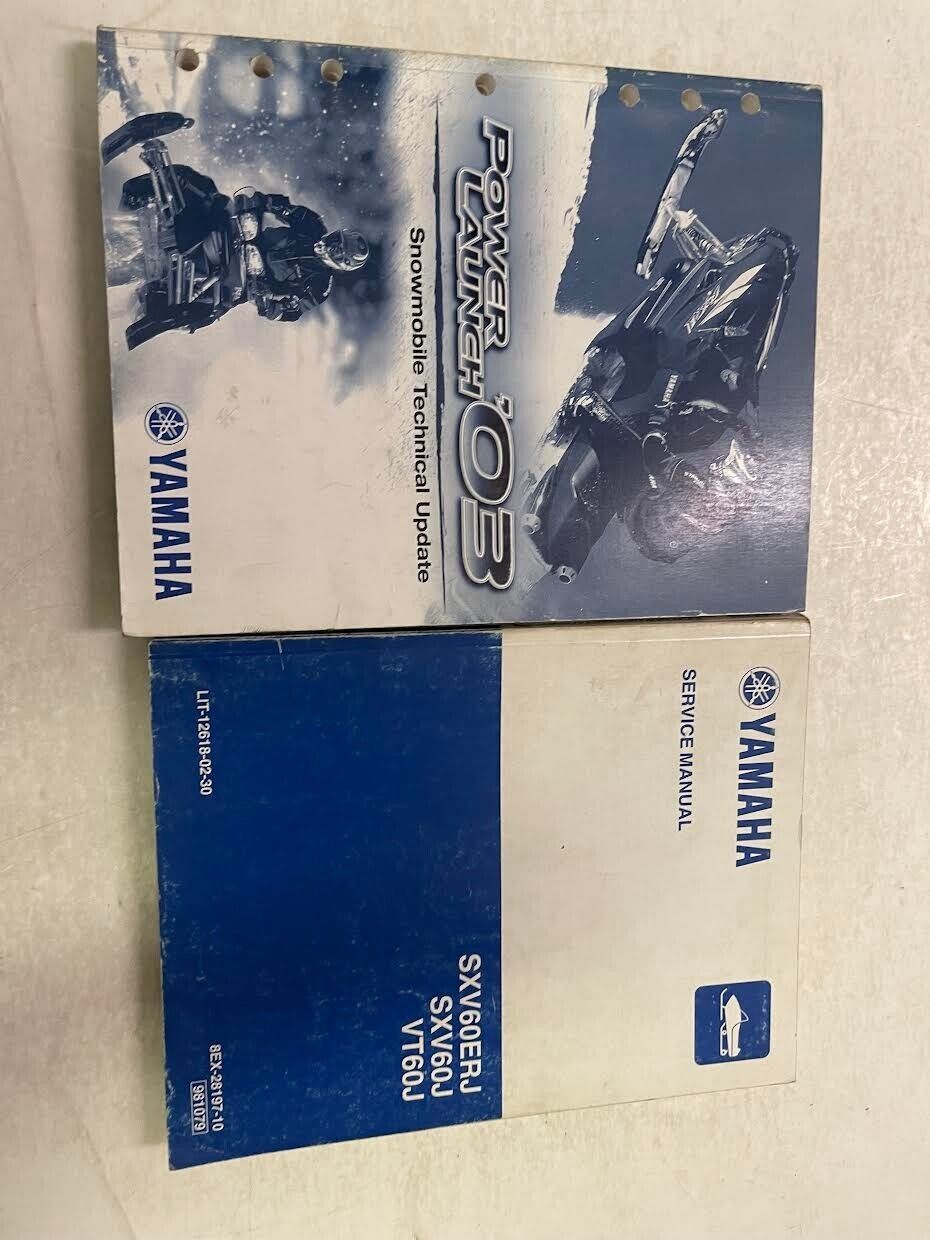 POWER
LAUNCH '03
Snowmobile Technical Update
YAMAHA
YAMAHA
YAMAHA
SERVICE MANUAL
SXV60ERJ
SXV60J
VT60J
LIT-12618-02-30
8EX-28197-10
981079